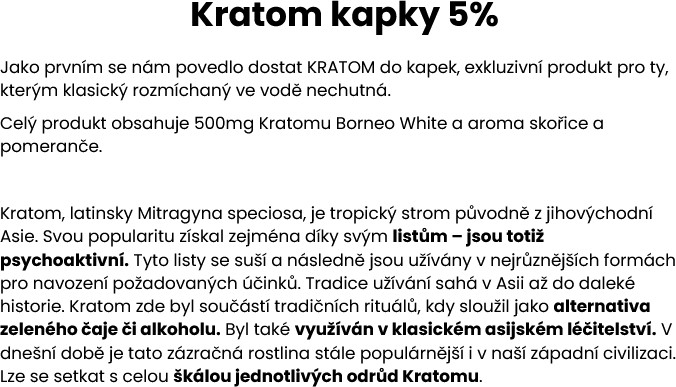 Kratom kapky 5%
Jako prvním se nám povedlo dostat KRATOM do kapek, exkluzivní produkt pro ty,
kterým klasický rozmíchaný ve vodě nechutná.
Celý produkt obsahuje 500mg Kratomu Borneo White a aroma skořice a
pomeranče.
Kratom, latinsky Mitragyna speciosa, je tropický strom původně z jihovýchodní
Asie. Svou popularitu získal zejména díky svým listům – jsou totiž
psychoaktivní. Tyto listy se suší a následně jsou užívány v nejrůznějších formách
pro navození požadovaných účinků. Tradice užívání sahá v Asii až do daleké
historie. Kratom zde byl součástí tradičních rituálů, kdy sloužil jako alternativa
zeleného čaje či alkoholu. Byl také využíván v klasickém asijském léčitelství. V
dnešní době je tato zázračná rostlina stále populárnější i v naší západní civilizaci.
Lze se setkat s celou škálou jednotlivých odrůd Kratomu.